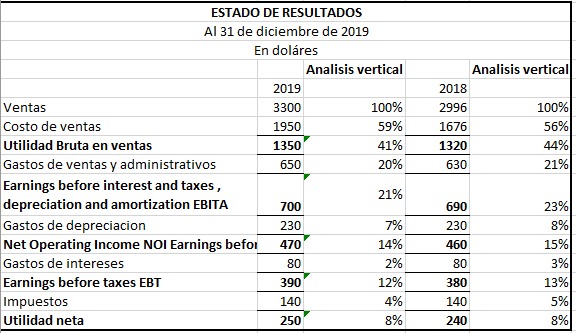 ESTADO DE RESULTADOS
Al 31 de diciembre de 2019
En doláres
Analisis vertical Analisis vertical
2019 2018
Ventas 3300 100% 2996 100%
Costo de ventas 1950 59% 1676 56%
Utilidad Bruta en ventas 1350 41% 1320 44%
Gastos de ventas y administrativos 650 20% 630 21%
Earnings before interest and taxes ,
depreciation and amortization EBITA 700 21% 690 23%
Gastos de depreciacion 230 7% 230 8%
Net Operating Income NOI Earnings befor 470 14% 460 15%
Gastos de intereses 80 2% 80 3%
Earnings before taxes EBT 390 12% 380 13%
Impuestos 140 4% 140 5%
Utilidad neta 250 8% 240 8%